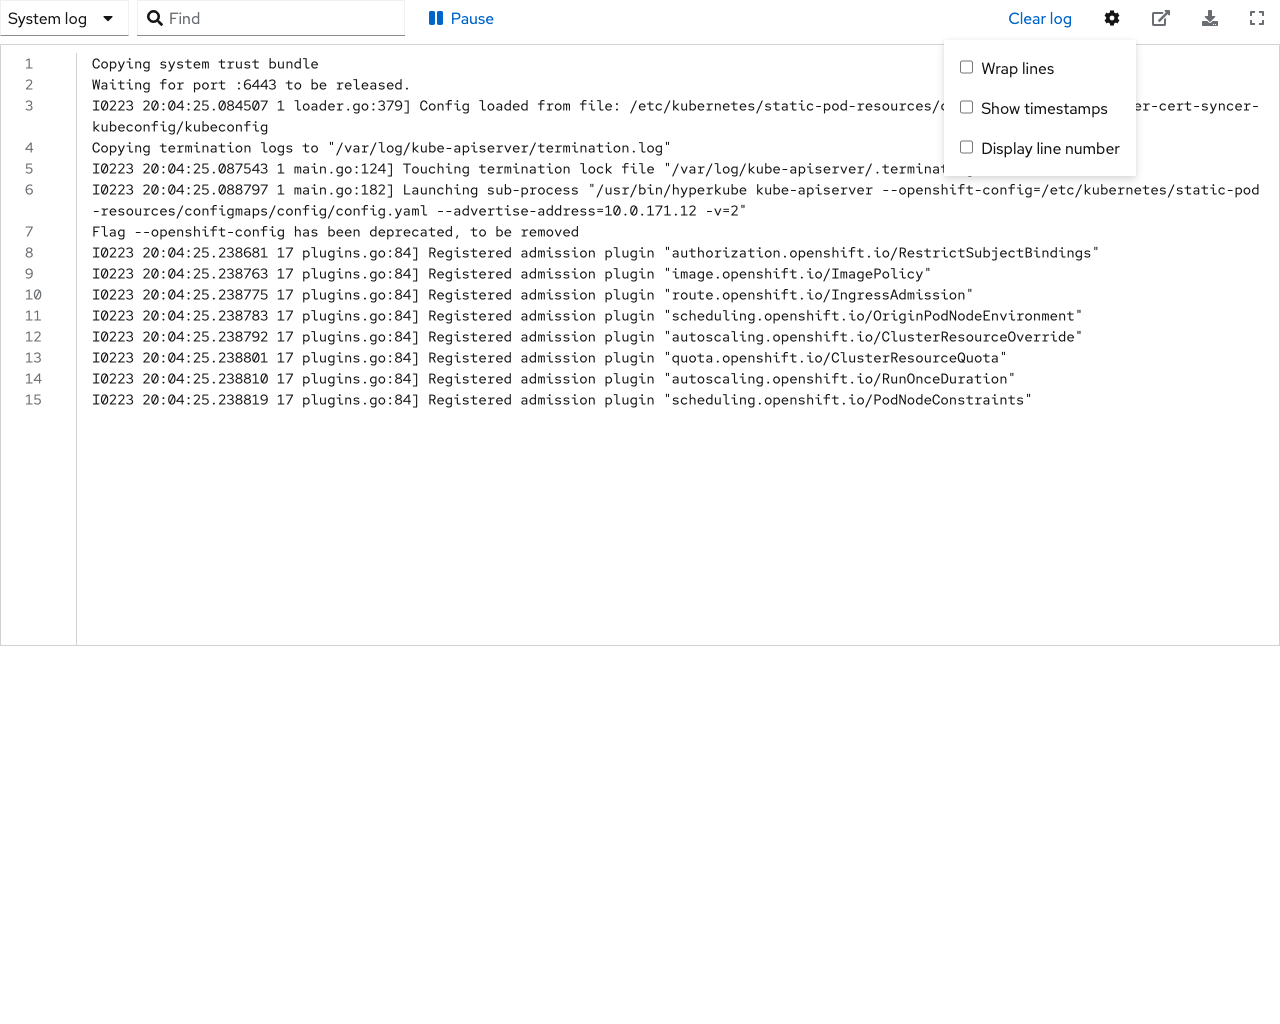 System log
Find
Pause
Clear log
Wrap lines
Show timestamps
Display line number
1 Copying system trust bundle
2 Waiting for port :6443 to be released.
3 I0223 20:04:25.084507 1 loader.go:379] Config loaded from file: /etc/kubernetes/static-pod-resources/ er-cert-syncer-
kubeconfig/kubeconfig
4 Copying termination logs to "/var/log/kube-apiserver/termination.log"
5 I0223 20:04:25.087543 1 main.go:124] Touching termination lock file "/var/log/kube-apiserver/.termina
6 I0223 20:04:25.088797 1 main.go:182] Launching sub-process "/usr/bin/hyperkube kube-apiserver --openshift-config=/etc/kubernetes/static-pod
-resources/configmaps/config/config.yaml --advertise-address=10.0.171.12 -v=2"
7 Flag --openshift-config has been deprecated, to be removed
8 I0223 20:04:25.238681 17 plugins.go:84] Registered admission plugin "authorization.openshift.io/RestrictSubjectBindings"
9 I0223 20:04:25.238763 17 plugins.go:84] Registered admission plugin "image.openshift.io/ImagePolicy"
10 I0223 20:04:25.238775 17 plugins.go:84] Registered admission plugin "route.openshift.io/IngressAdmission"
11 I0223 20:04:25.238783 17 plugins.go:84] Registered admission plugin "scheduling.openshift.io/OriginPodNodeEnvironment"
12 I0223 20:04:25.238792 17 plugins.go:84] Registered admission plugin "autoscaling.openshift.io/ClusterResourceOverride"
13 I0223 20:04:25.238801 17 plugins.go:84] Registered admission plugin "quota.openshift.io/ClusterResourceQuota"
14 I0223 20:04:25.238810 17 plugins.go:84] Registered admission plugin "autoscaling.openshift.io/RunOnceDuration"
15 I0223 20:04:25.238819 17 plugins.go:84] Registered admission plugin "scheduling.openshift.io/PodNodeConstraints"